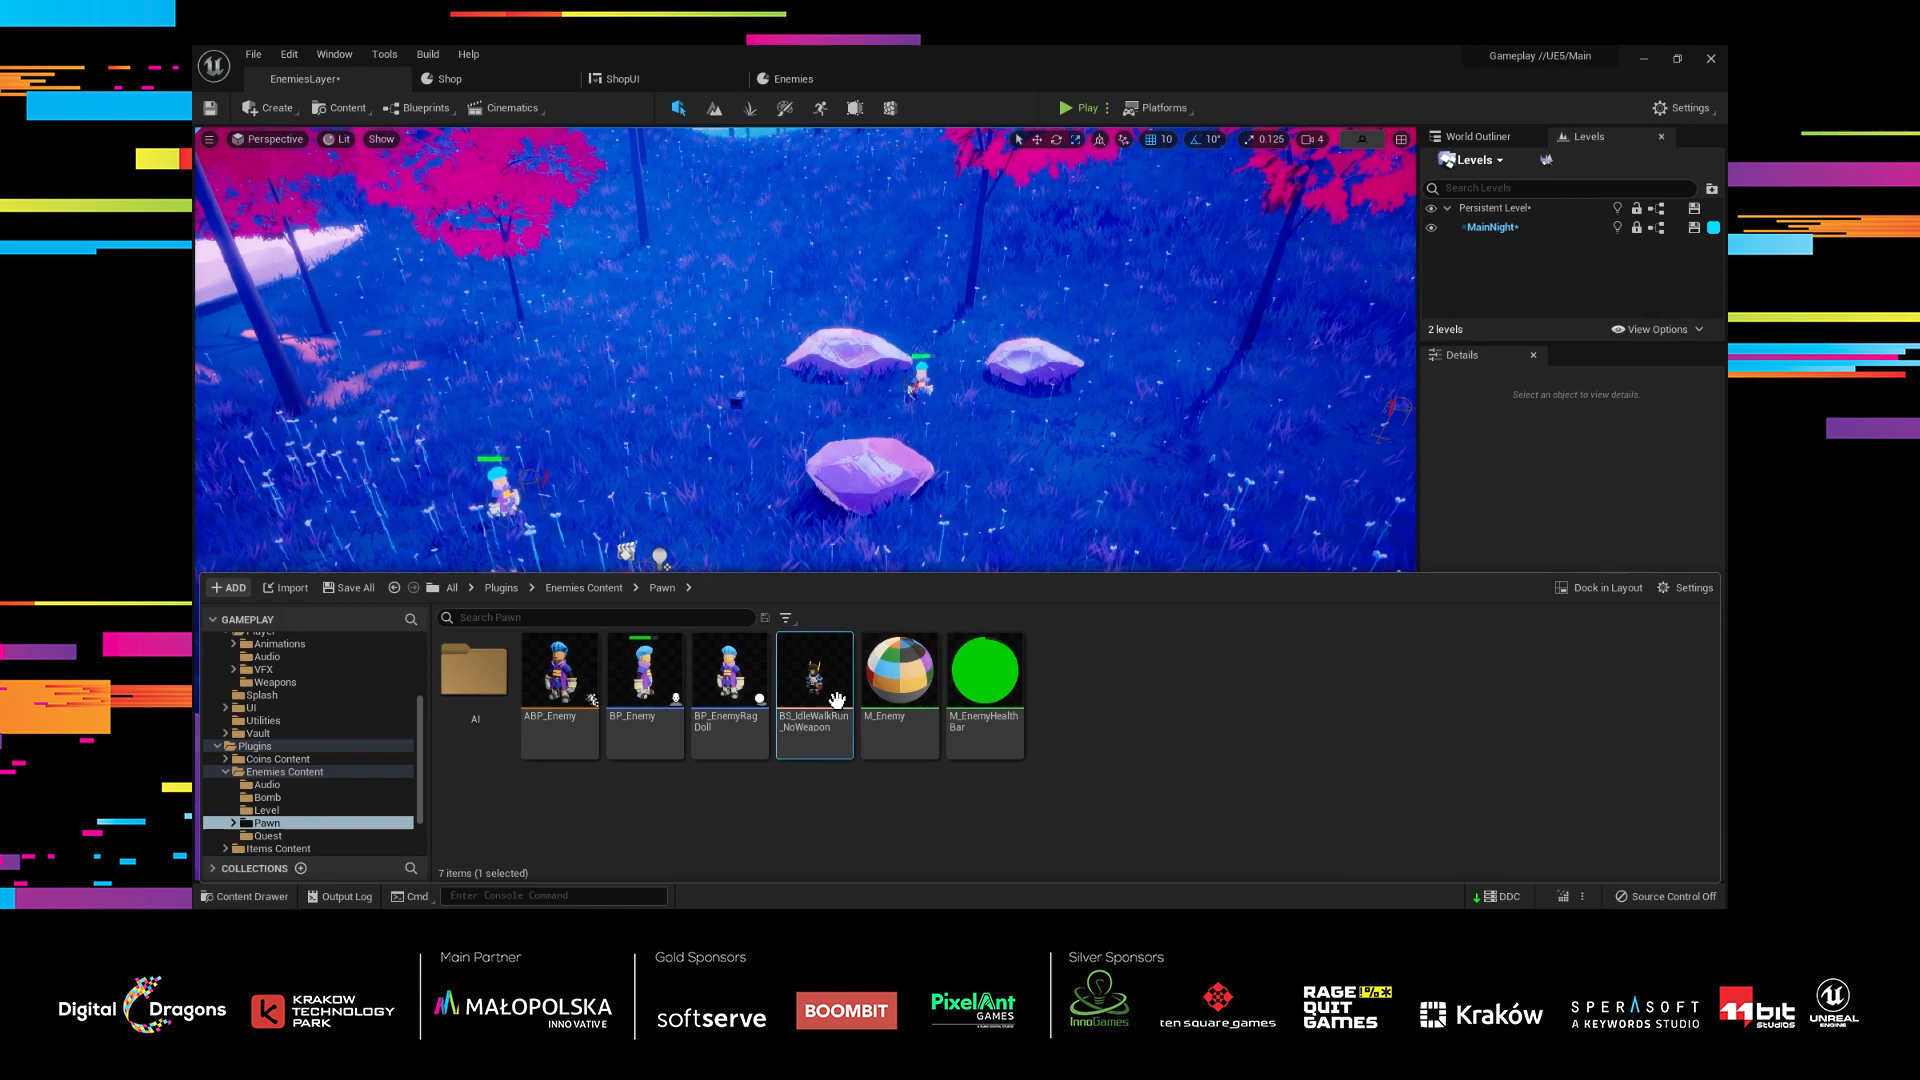 File Edit Window Tools Build Help
Gameplay //UE5/Main
EnemiesLayer*
Shop
ShopUI
Enemies
Create
Content
Blueprints
Cinematics
Play
Platforms
Settings
Perspective
Lit
Show
10
10°
0.125
4
World Outliner
Levels
Levels
Search Levels
Persistent Level*
MainNight*
2 levels
View Options
Details
Select an object to view details.
ADD
Import
Save All
All
Plugins
Enemies Content
Pawn
Dock in Layout
Settings
GAMEPLAY
Player
Animations
Audio
VFX
Weapons
Splash
UI
Utilities
Vault
Plugins
Coins Content
Enemies Content
Audio
Bomb
Level
Pawn
Quest
Items Content
COLLECTIONS
Search Pawn
AI
ABP_Enemy
BP_Enemy
BP_EnemyRag
Doll
BS_IdleWalkRun
_NoWeapon
M_Enemy
M_EnemyHealth
Bar
7 items (1 selected)
Content Drawer
Output Log
Cmd
Enter Console Command
DDC
Source Control Off
Digital Dragons
KRAKOW
TECHNOLOGY
PARK
Main Partner
MAŁOPOLSKA
INNOVATIVE
Gold Sponsors
softserve
BOOMBIT
PixelAnt
GAMES
Silver Sponsors
InnoGames
ten square games
RAGE !%*
QUIT
GAMES
Kraków
SPERASOFT
A KEYWORDS STUDIO
11bit
STUDIOS
UNREAL
ENGINE